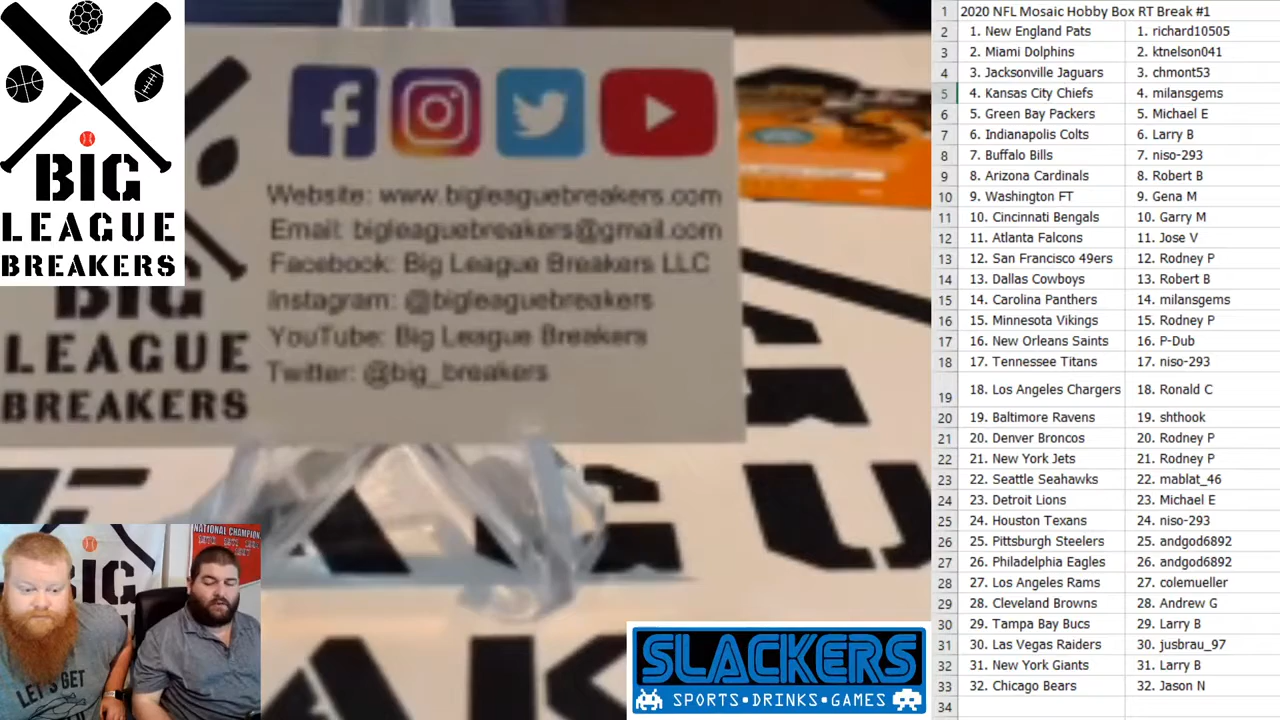 BIG
LEAGUE
BREAKERS
Website: www.bigleaguebreakers.com
Email: bigleaguebreakers@gmail.com
Facebook: Big League Breakers LLC
Instagram: @bigleaguebreakers
YouTube: Big League Breakers
Twitter: @big_breakers
BIG
LEAGUE
BREAKERS
NATIONAL CHAMPION
BIG
LET'S GET
SLACKERS
SPORTS•DRINKS•GAMES
1 2020 NFL Mosaic Hobby Box RT Break #1
2 1. New England Pats 1. richard10505
3 2. Miami Dolphins 2. ktnelson041
4 3. Jacksonville Jaguars 3. chmont53
5 4. Kansas City Chiefs 4. milansgems
6 5. Green Bay Packers 5. Michael E
7 6. Indianapolis Colts 6. Larry B
8 7. Buffalo Bills 7. niso-293
9 8. Arizona Cardinals 8. Robert B
10 9. Washington FT 9. Gena M
11 10. Cincinnati Bengals 10. Garry M
12 11. Atlanta Falcons 11. Jose V
13 12. San Francisco 49ers 12. Rodney P
14 13. Dallas Cowboys 13. Robert B
15 14. Carolina Panthers 14. milansgems
16 15. Minnesota Vikings 15. Rodney P
17 16. New Orleans Saints 16. P-Dub
18 17. Tennessee Titans 17. niso-293
19 18. Los Angeles Chargers 18. Ronald C
20 19. Baltimore Ravens 19. shthook
21 20. Denver Broncos 20. Rodney P
22 21. New York Jets 21. Rodney P
23 22. Seattle Seahawks 22. mablat_46
24 23. Detroit Lions 23. Michael E
25 24. Houston Texans 24. niso-293
26 25. Pittsburgh Steelers 25. andgod6892
27 26. Philadelphia Eagles 26. andgod6892
28 27. Los Angeles Rams 27. colemueller
29 28. Cleveland Browns 28. Andrew G
30 29. Tampa Bay Bucs 29. Larry B
31 30. Las Vegas Raiders 30. jusbrau_97
32 31. New York Giants 31. Larry B
33 32. Chicago Bears 32. Jason N
34